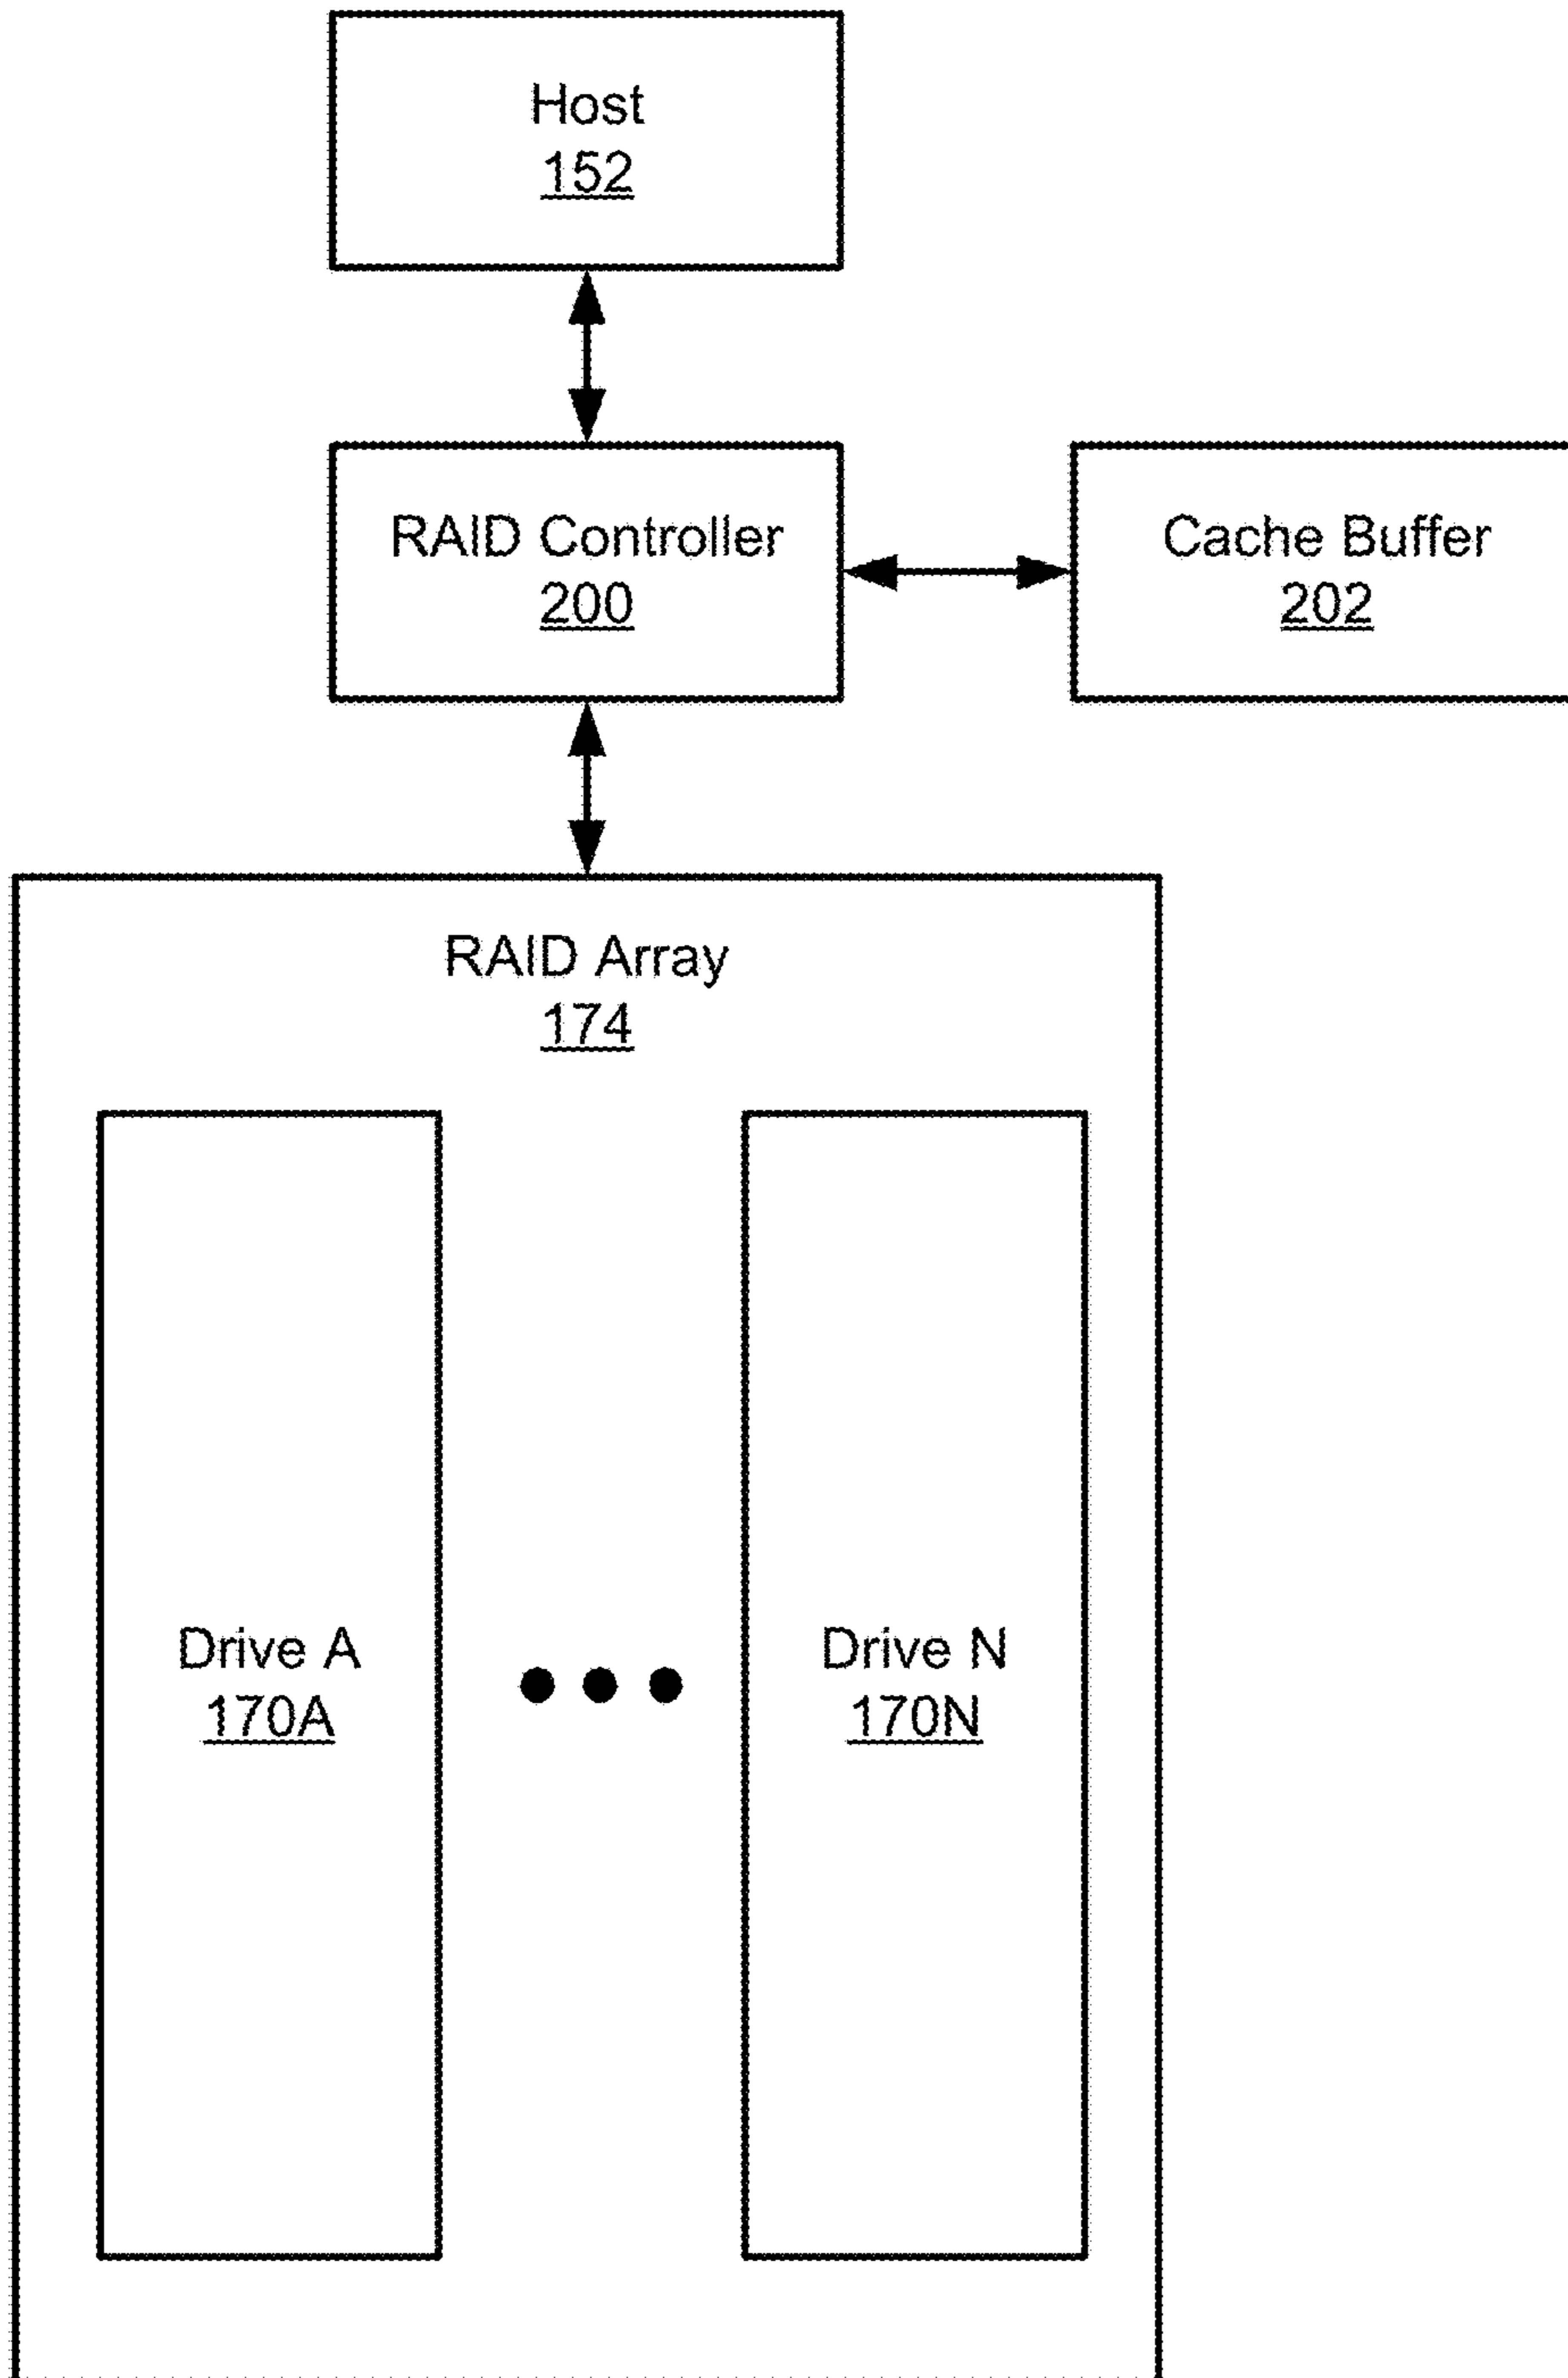 Host
152
RAID Controller
200
Cache Buffer
202
RAID Array
174
Drive A
170A
Drive N
170N